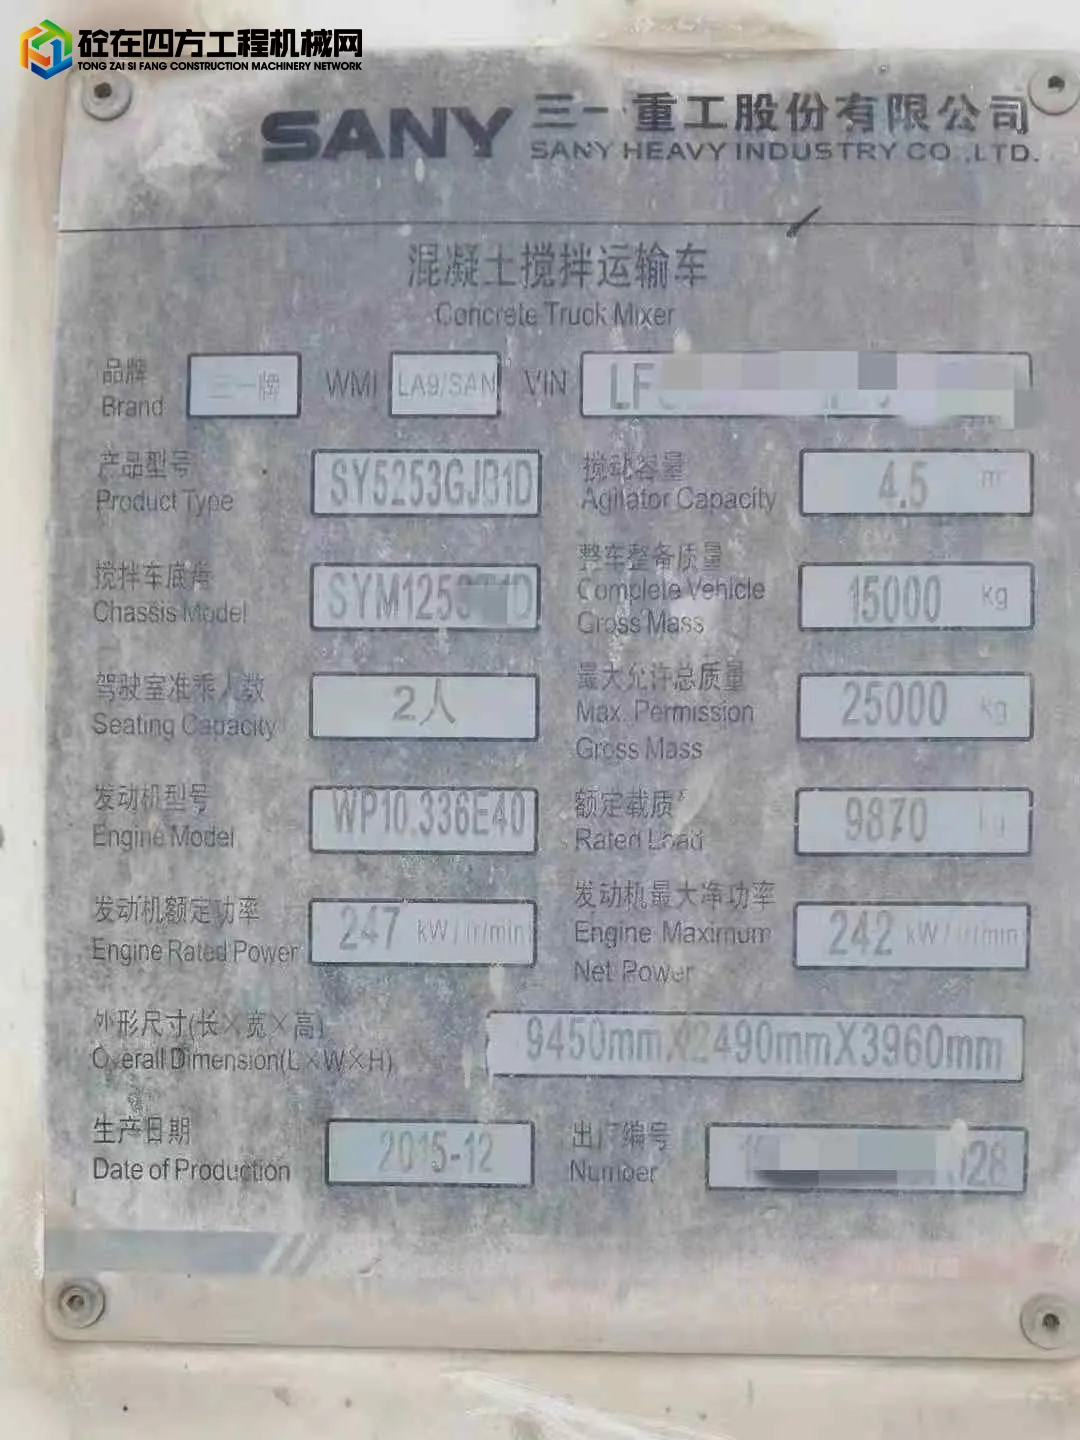 砼在四方工程机械网
TONG ZAI SI FANG CONSTRUCTION MACHINERY NETWORK
SANY 三一重工股份有限公司
SANY HEAVY INDUSTRY CO.,LTD.
混凝土搅拌运输车
Concrete Truck Mixer
品牌 Brand 三一牌 WMI LA9/SAN VIN LF
产品型号 Product Type SY5253GJB1D
搅动容量 Agitator Capacity 4.5 m
搅拌车底盘 Chassis Model SYM125 1D
整车整备质量 Complete Vehicle Gross Mass 15000 kg
驾驶室准乘人数 Seating Capacity 2人
最大允许总质量 Max. Permission Gross Mass 25000 kg
发动机型号 Engine Model WP10.336E40
额定载质 Rated Load 9870 kg
发动机额定功率 Engine Rated Power 247 kW/(r/min)
发动机最大净功率 Engine Maximum Net Power 242 kW/(r/min)
外形尺寸(长×宽×高) Overall Dimension(L×W×H) 9450mmX2490mmX3960mm
生产日期 Date of Production 2015-12
出厂编号 Number 028